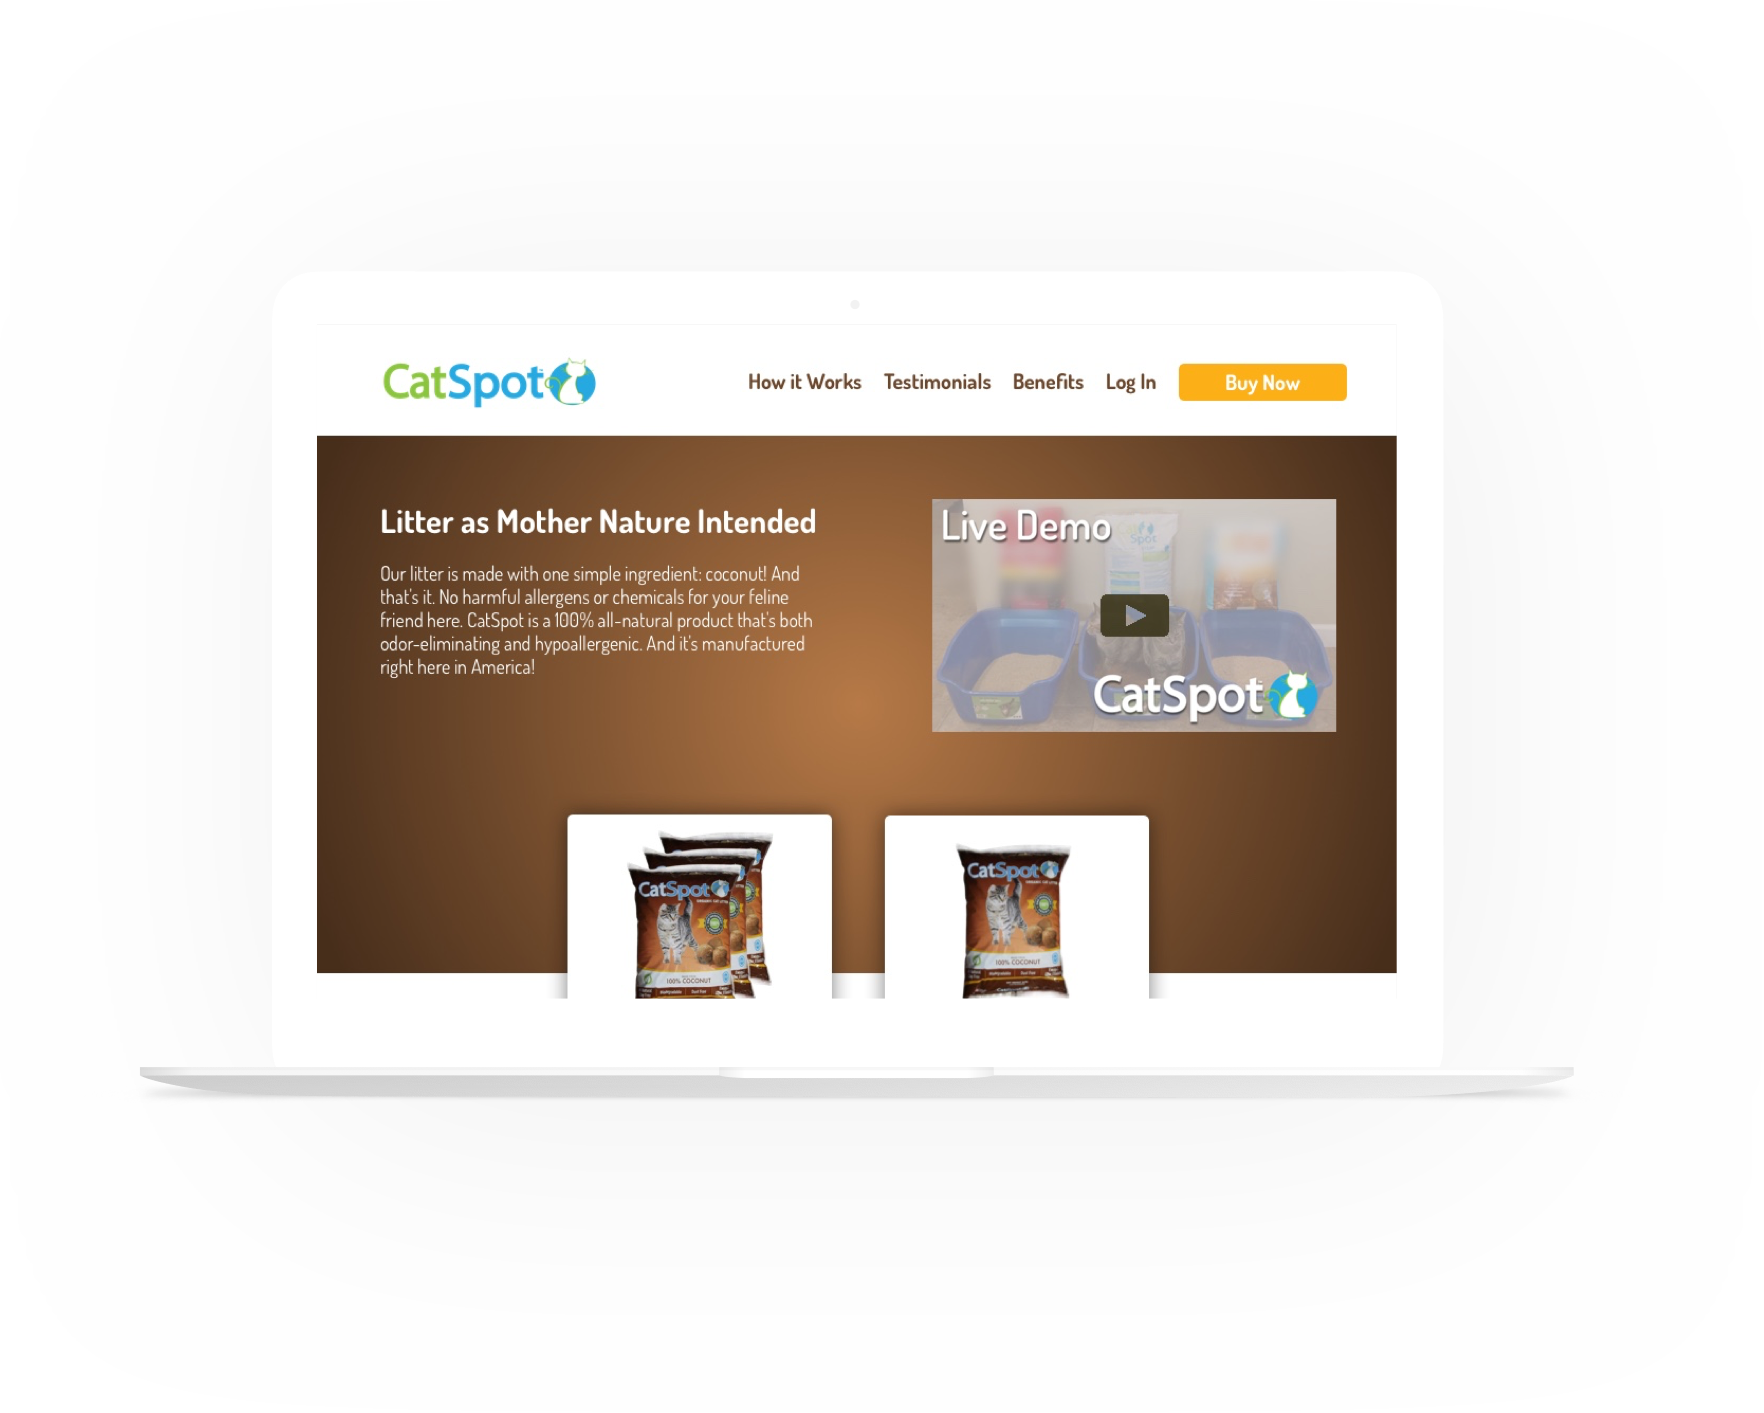 CatSpot
How it Works Testimonials Benefits Log In Buy Now
Litter as Mother Nature Intended
Our litter is made with one simple ingredient: coconut! And
that's it. No harmful allergens or chemicals for your feline
friend here. CatSpot is a 100% all-natural product that's both
odor-eliminating and hypoallergenic. And it's manufactured
right here in America!
Live Demo
Cat
Spot
CatSpot
CatSpot
100% COCONUT
CatSpot
100% COCONUT